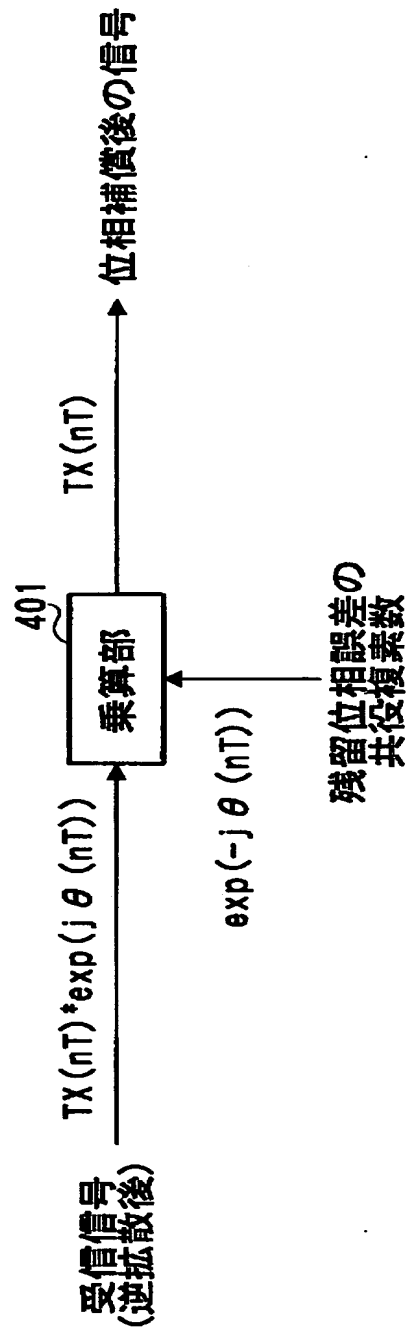 受信信号
(逆拡散後)
TX(nT)*exp(jθ(nT))
401
乗算部
TX(nT)
位相補償後の信号
exp(-jθ(nT))
残留位相誤差の
共役複素数